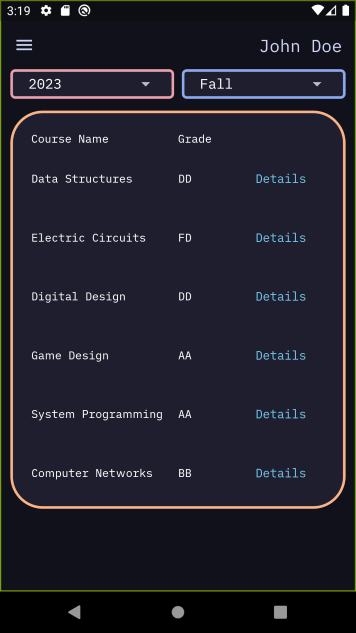 3:19
John Doe
2023 Fall
Course Name Grade
Data Structures DD Details
Electric Circuits FD Details
Digital Design DD Details
Game Design AA Details
System Programming AA Details
Computer Networks BB Details